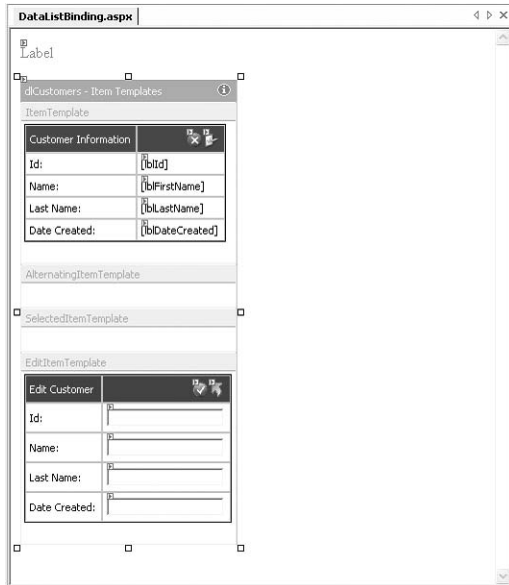 DataListBinding.aspx
Label
dlCustomers - Item Templates
ItemTemplate
Customer Information
Id: [lblId]
Name: [lblFirstName]
Last Name: [lblLastName]
Date Created: [lblDateCreated]
AlternatingItemTemplate
SelectedItemTemplate
EditItemTemplate
Edit Customer
Id:
Name:
Last Name:
Date Created: